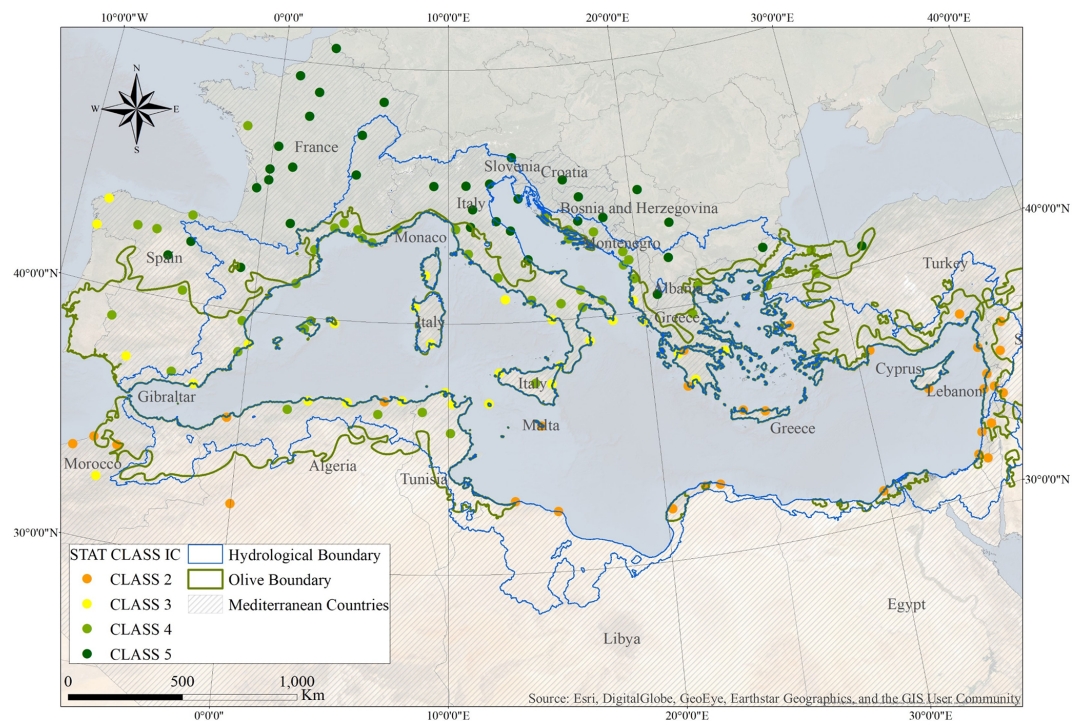 10°0'0"W 0°0'0" 10°0'0"E 20°0'0"E 30°0'0"E 40°0'0"E
N
W E
S
France
Slovenia Croatia
Italy
Bosnia and Herzegovina
40°0'0"N
Monaco
Montenegro
Spain
40°0'0"N
Turkey
Albania
Italy
Greece
S
Cyprus
Italy
Lebanon
Gibraltar
Malta
Greece
Morocco
Algeria
Tunisia
30°0'0"N
30°0'0"N
STAT CLASS IC
CLASS 2
CLASS 3
CLASS 4
CLASS 5
Hydrological Boundary
Olive Boundary
Mediterranean Countries
Egypt
Libya
0 500 1,000
Km
Source: Esri, DigitalGlobe, GeoEye, Earthstar Geographics, and the GIS User Community
0°0'0" 10°0'0"E 20°0'0"E 30°0'0"E